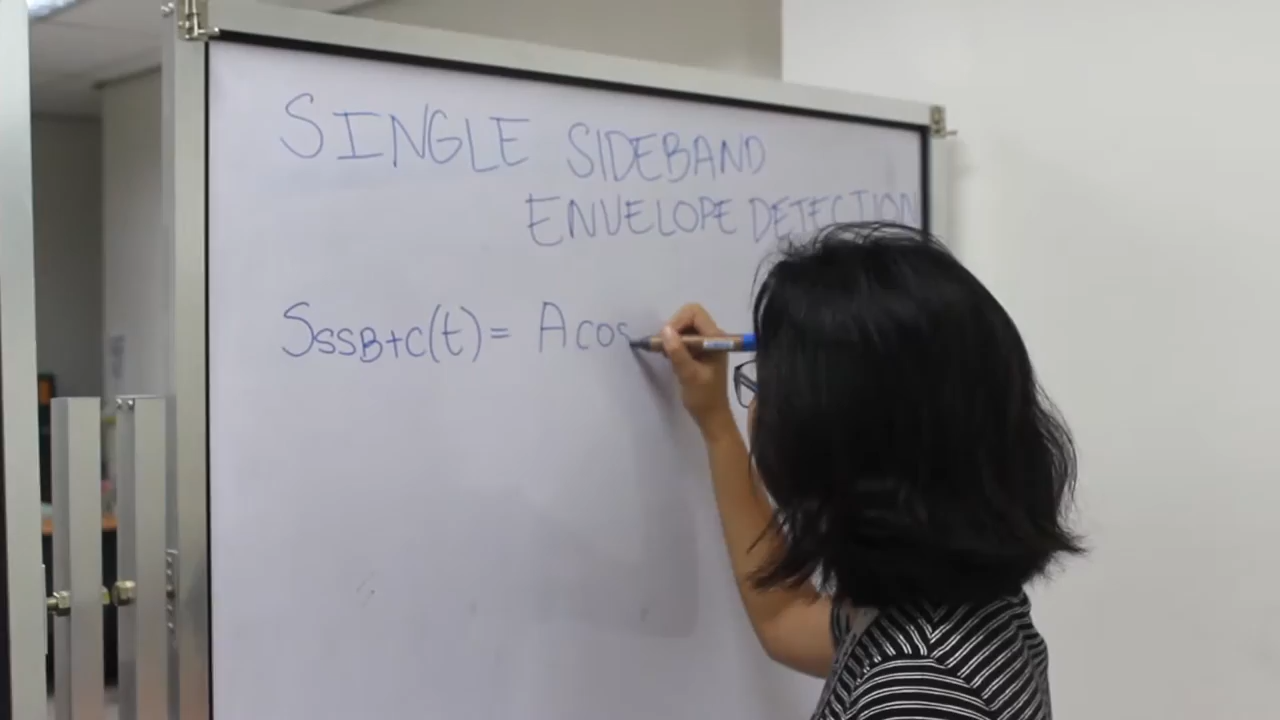 SINGLE SIDEBAND
ENVELOPE DETECTION
SSSB+C(t) = A cos